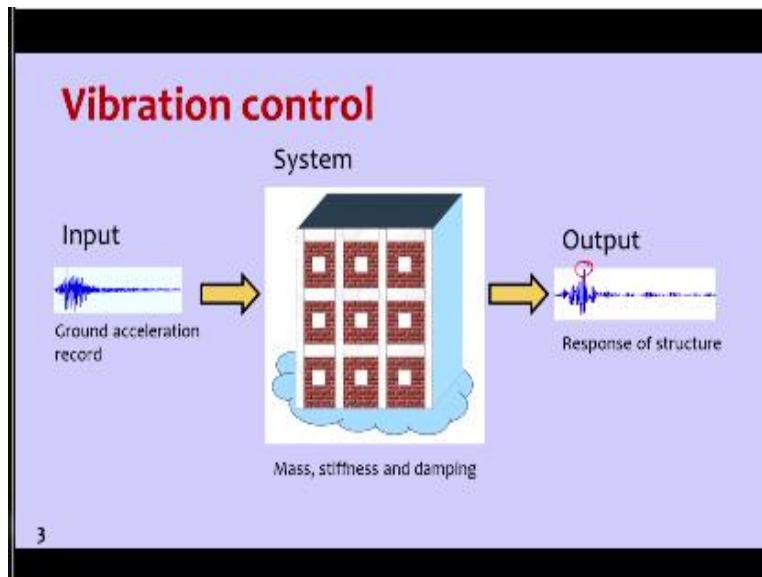 Vibration control
System
Input
Output
Ground acceleration
record
Response of structure
Mass, stiffness and damping
3